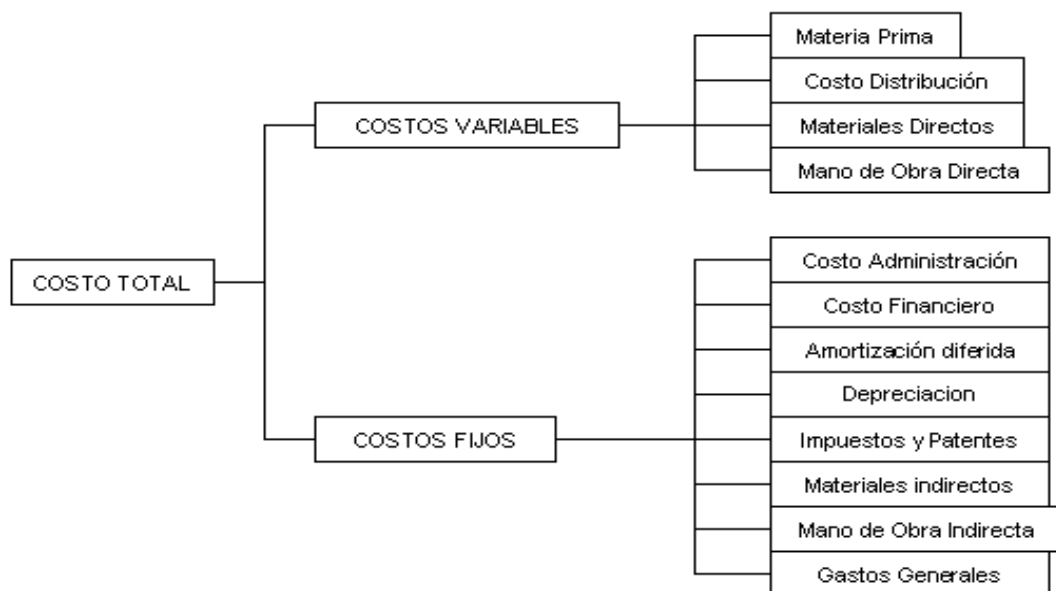 COSTO TOTAL
COSTOS VARIABLES
Materia Prima
Costo Distribución
Materiales Directos
Mano de Obra Directa
COSTOS FIJOS
Costo Administración
Costo Financiero
Amortización diferida
Depreciacion
Impuestos y Patentes
Materiales indirectos
Mano de Obra Indirecta
Gastos Generales